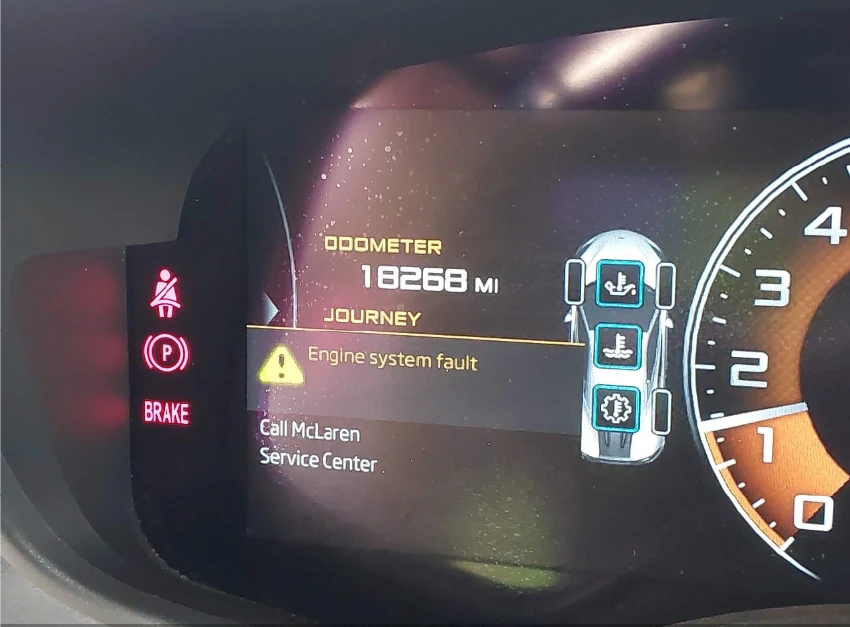 ODOMETER
18268 MI
JOURNEY
Engine system fault
Call McLaren
Service Center
P
BRAKE
4
3
2
1
0